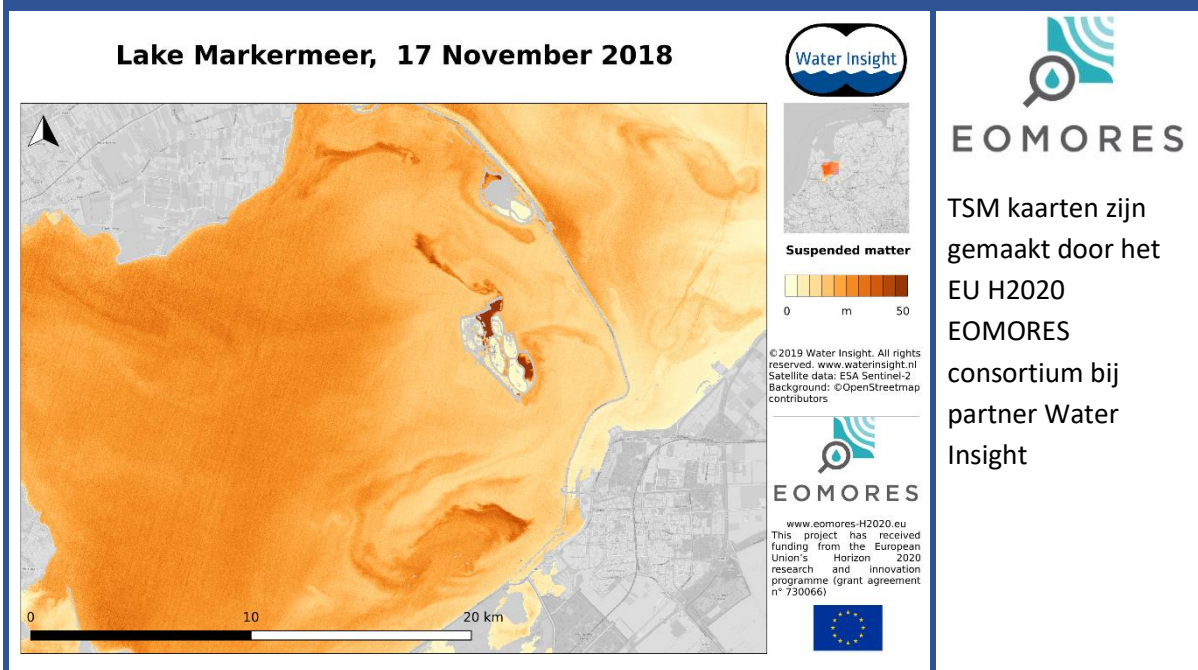 Lake Markermeer, 17 November 2018
Water Insight
Suspended matter
0 m 50
©2019 Water Insight. All rights
reserved. www.waterinsight.nl
Satellite data: ESA Sentinel-2
Background: ©OpenStreetmap
contributors
EOMORES
www.eomores-H2020.eu
This project has received
funding from the European
Union's Horizon 2020
research and innovation
programme (grant agreement
n° 730066)
0 10 20 km
EOMORES
TSM kaarten zijn
gemaakt door het
EU H2020
EOMORES
consortium bij
partner Water
Insight